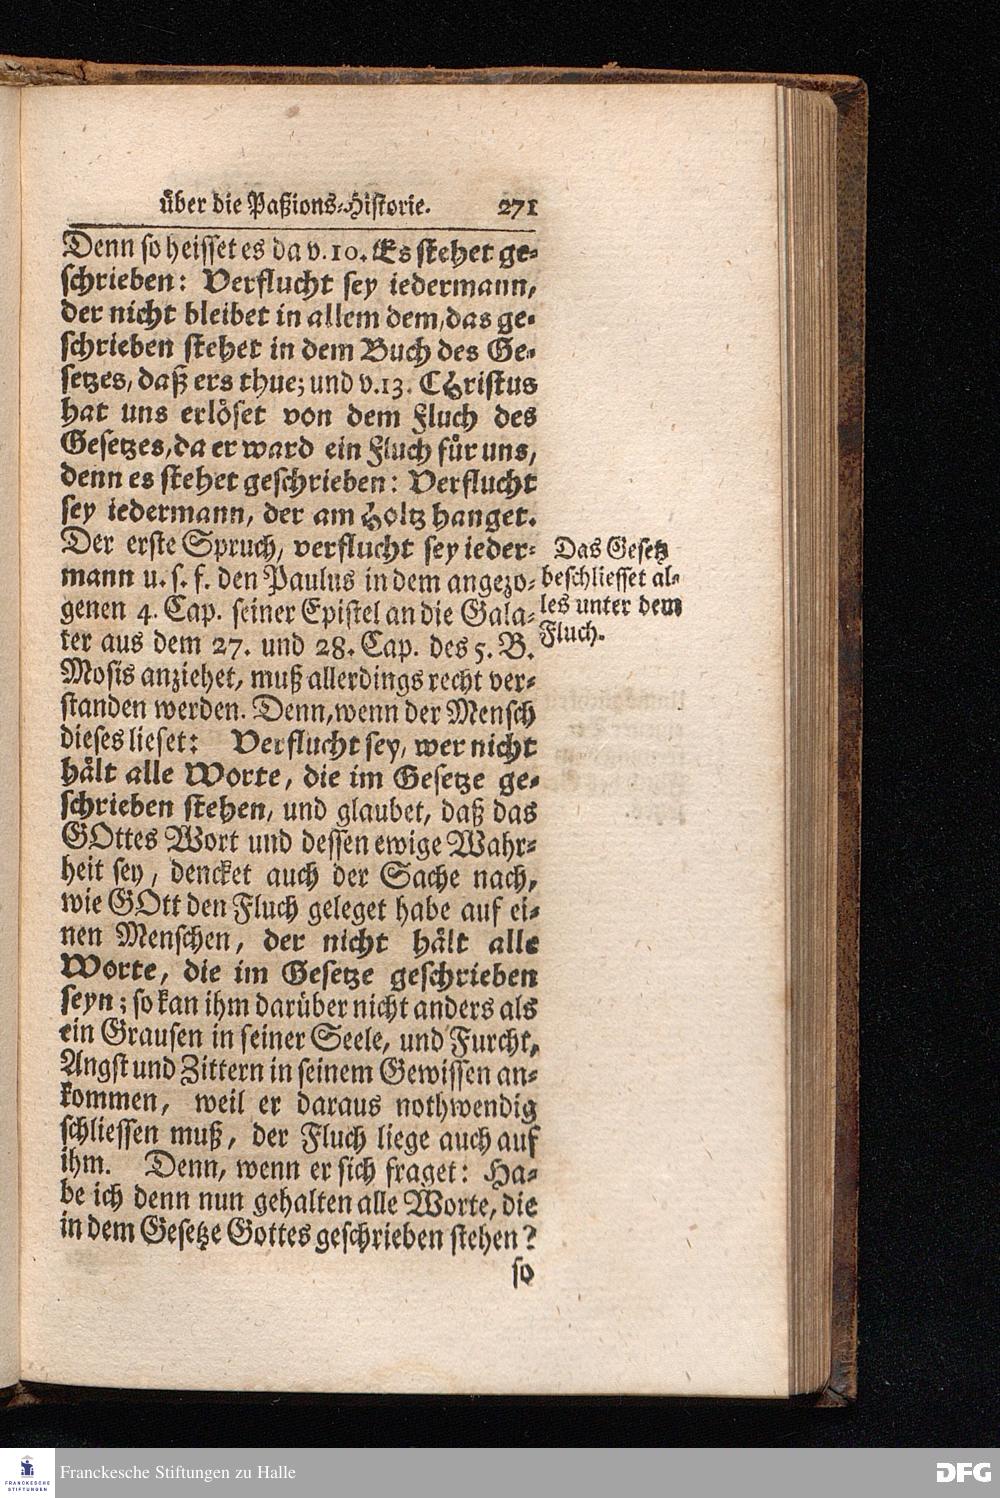 über die Paßions-Historie. 271
Denn so heisset es da v. 10. Es stehet ge-
schrieben: Verflucht sey iedermann,
der nicht bleibet in allem dem, das ge-
schrieben stehet in dem Buch des Ge-
setzes, daß ers thue; und v. 13. CHristus
hat uns erlöset von dem Fluch des
Gesetzes, da er ward ein Fluch für uns,
denn es stehet geschrieben: Verflucht
sey iedermann, der am Holtz hanget.
Der erste Spruch, verflucht sey ieder-
mann u. s. f. den Paulus in dem angezo-
genen 4. Cap. seiner Epistel an die Gala-
ter aus dem 27. und 28. Cap. des 5. B.
Mosis anziehet, muß allerdings recht ver-
standen werden. Denn, wenn der Mensch
dieses lieset: Verflucht sey, wer nicht
hält alle Worte, die im Gesetze ge-
schrieben stehen, und glaubet, daß das
GOttes Wort und dessen ewige Wahr-
heit sey, dencket auch der Sache nach,
wie GOtt den Fluch geleget habe auf ei-
nen Menschen, der nicht hält alle
Worte, die im Gesetze geschrieben
seyn; so kan ihm darüber nicht anders als
ein Grausen in seiner Seele, und Furcht,
Angst und Zittern in seinem Gewissen an-
kommen, weil er daraus nothwendig
schliessen muß, der Fluch liege auch auf
ihm. Denn, wenn er sich fraget: Ha-
be ich denn nun gehalten alle Worte, die
in dem Gesetze Gottes geschrieben stehen?
so
Das Gesetz
beschliesset al-
les unter dem
Fluch.
FRANCKESCHE
STIFTUNGEN
Franckesche Stiftungen zu Halle
DFG